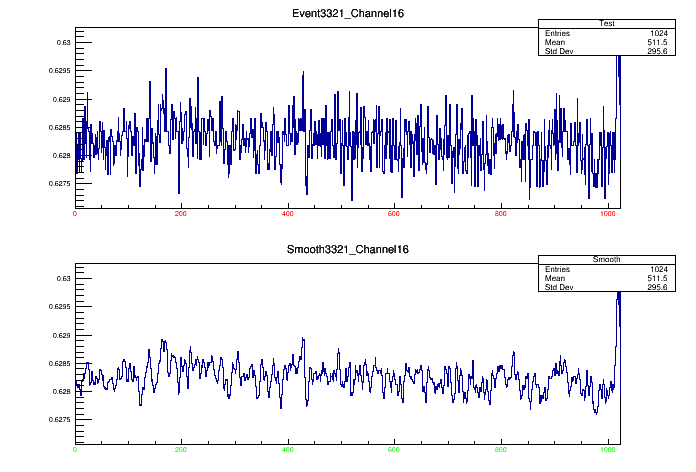 Event3321_Channel16
Test
Entries 1024
Mean 511.5
Std Dev 295.6
0.63
0.6295
0.629
0.6285
0.628
0.6275
0 200 400 600 800 1000
Smooth3321_Channel16
Smooth
Entries 1024
Mean 511.5
Std Dev 295.6
0.63
0.6295
0.629
0.6285
0.628
0.6275
0 200 400 600 800 1000